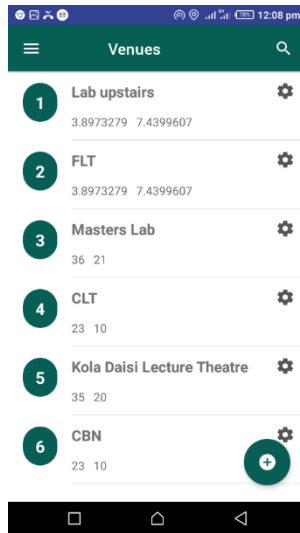 78% 12:08 pm
Venues
1 Lab upstairs
3.8973279 7.4399607
2 FLT
3.8973279 7.4399607
3 Masters Lab
36 21
4 CLT
23 10
5 Kola Daisi Lecture Theatre
35 20
6 CBN
23 10